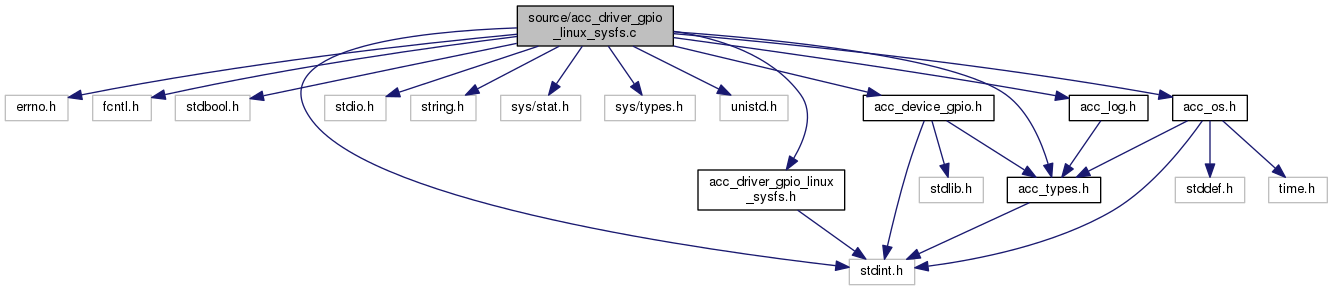 source/acc_driver_gpio
_linux_sysfs.c
errno.h
fcntl.h
stdbool.h
stdio.h
string.h
sys/stat.h
sys/types.h
unistd.h
acc_device_gpio.h
acc_log.h
acc_os.h
acc_driver_gpio_linux
_sysfs.h
stdlib.h
acc_types.h
stddef.h
time.h
stdint.h